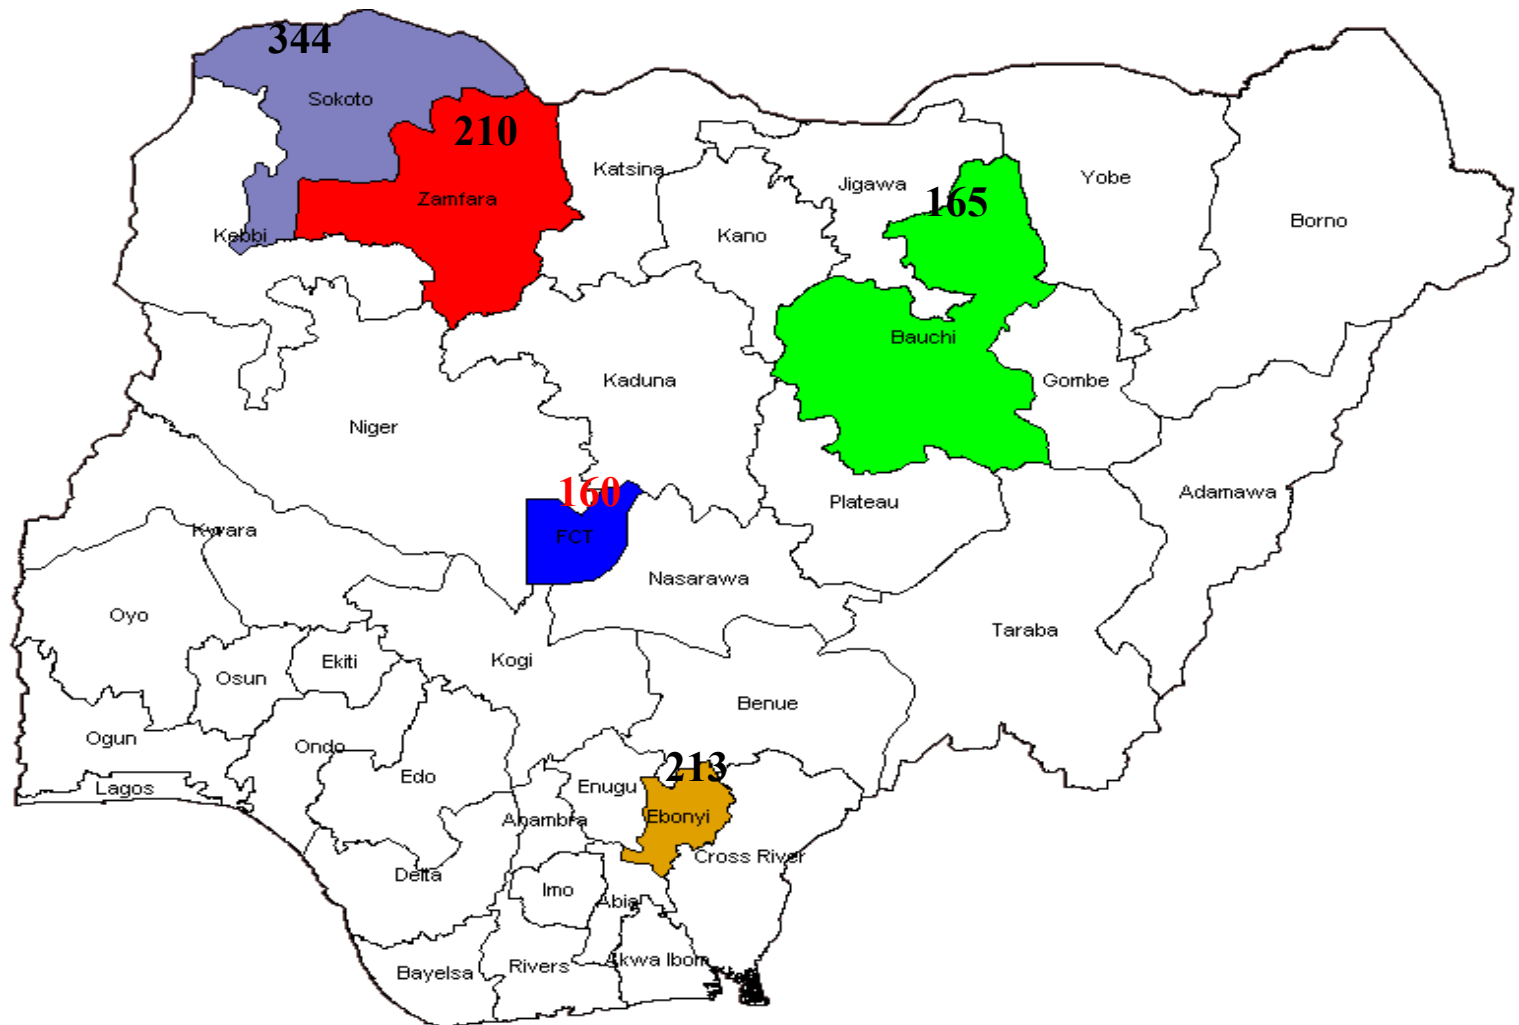 344
Sokoto
210
Zamfara
Katsina
Jigawa
165
Yobe
Borno
Kebbi
Kano
Bauchi
Kaduna
Gombe
Niger
160
FCT
Plateau
Adamawa
Kwara
Nasarawa
Oyo
Taraba
Osun
Ekiti
Kogi
Benue
Ogun
Ondo
Lagos
Edo
Enugu
213
Anambra
Ebonyi
Cross River
Delta
Imo
Abia
Bayelsa
Rivers
Akwa Ibom